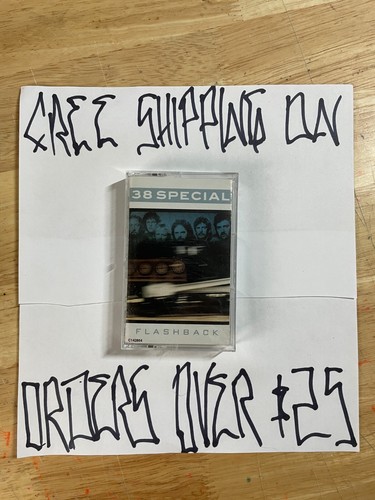 FREE SHIPPING ON
38 SPECIAL
FLASHBACK
ORDERS OVER $25